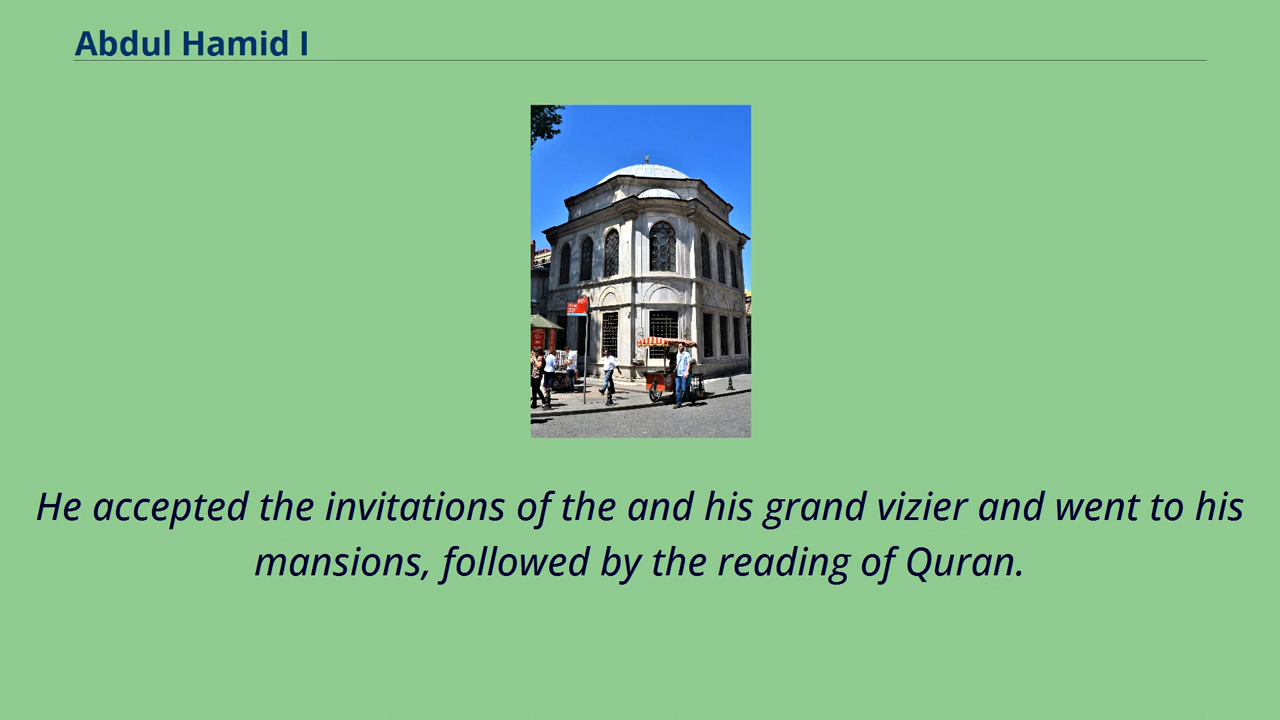 Abdul Hamid I
He accepted the invitations of the and his grand vizier and went to his
mansions, followed by the reading of Quran.